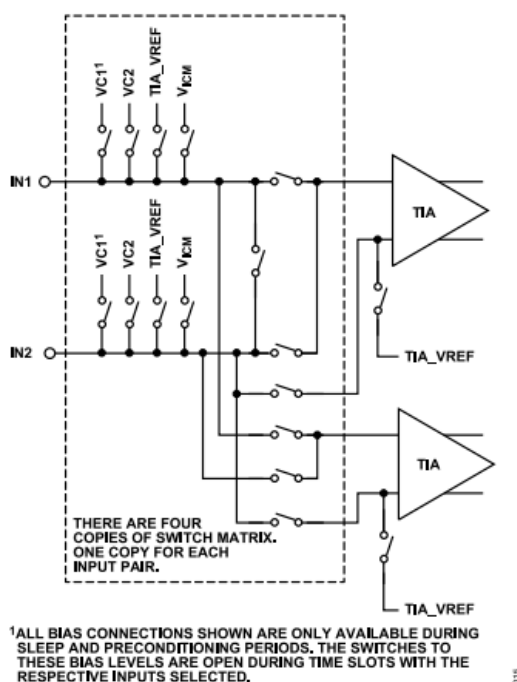 VC1¹ VC2 TIA_VREF VICM
IN1
TIA
VC1¹ VC2 TIA_VREF VICM
IN2
TIA_VREF
TIA
THERE ARE FOUR
COPIES OF SWITCH MATRIX.
ONE COPY FOR EACH
INPUT PAIR.
TIA_VREF
¹ALL BIAS CONNECTIONS SHOWN ARE ONLY AVAILABLE DURING
SLEEP AND PRECONDITIONING PERIODS. THE SWITCHES TO
THESE BIAS LEVELS ARE OPEN DURING TIME SLOTS WITH THE
RESPECTIVE INPUTS SELECTED.